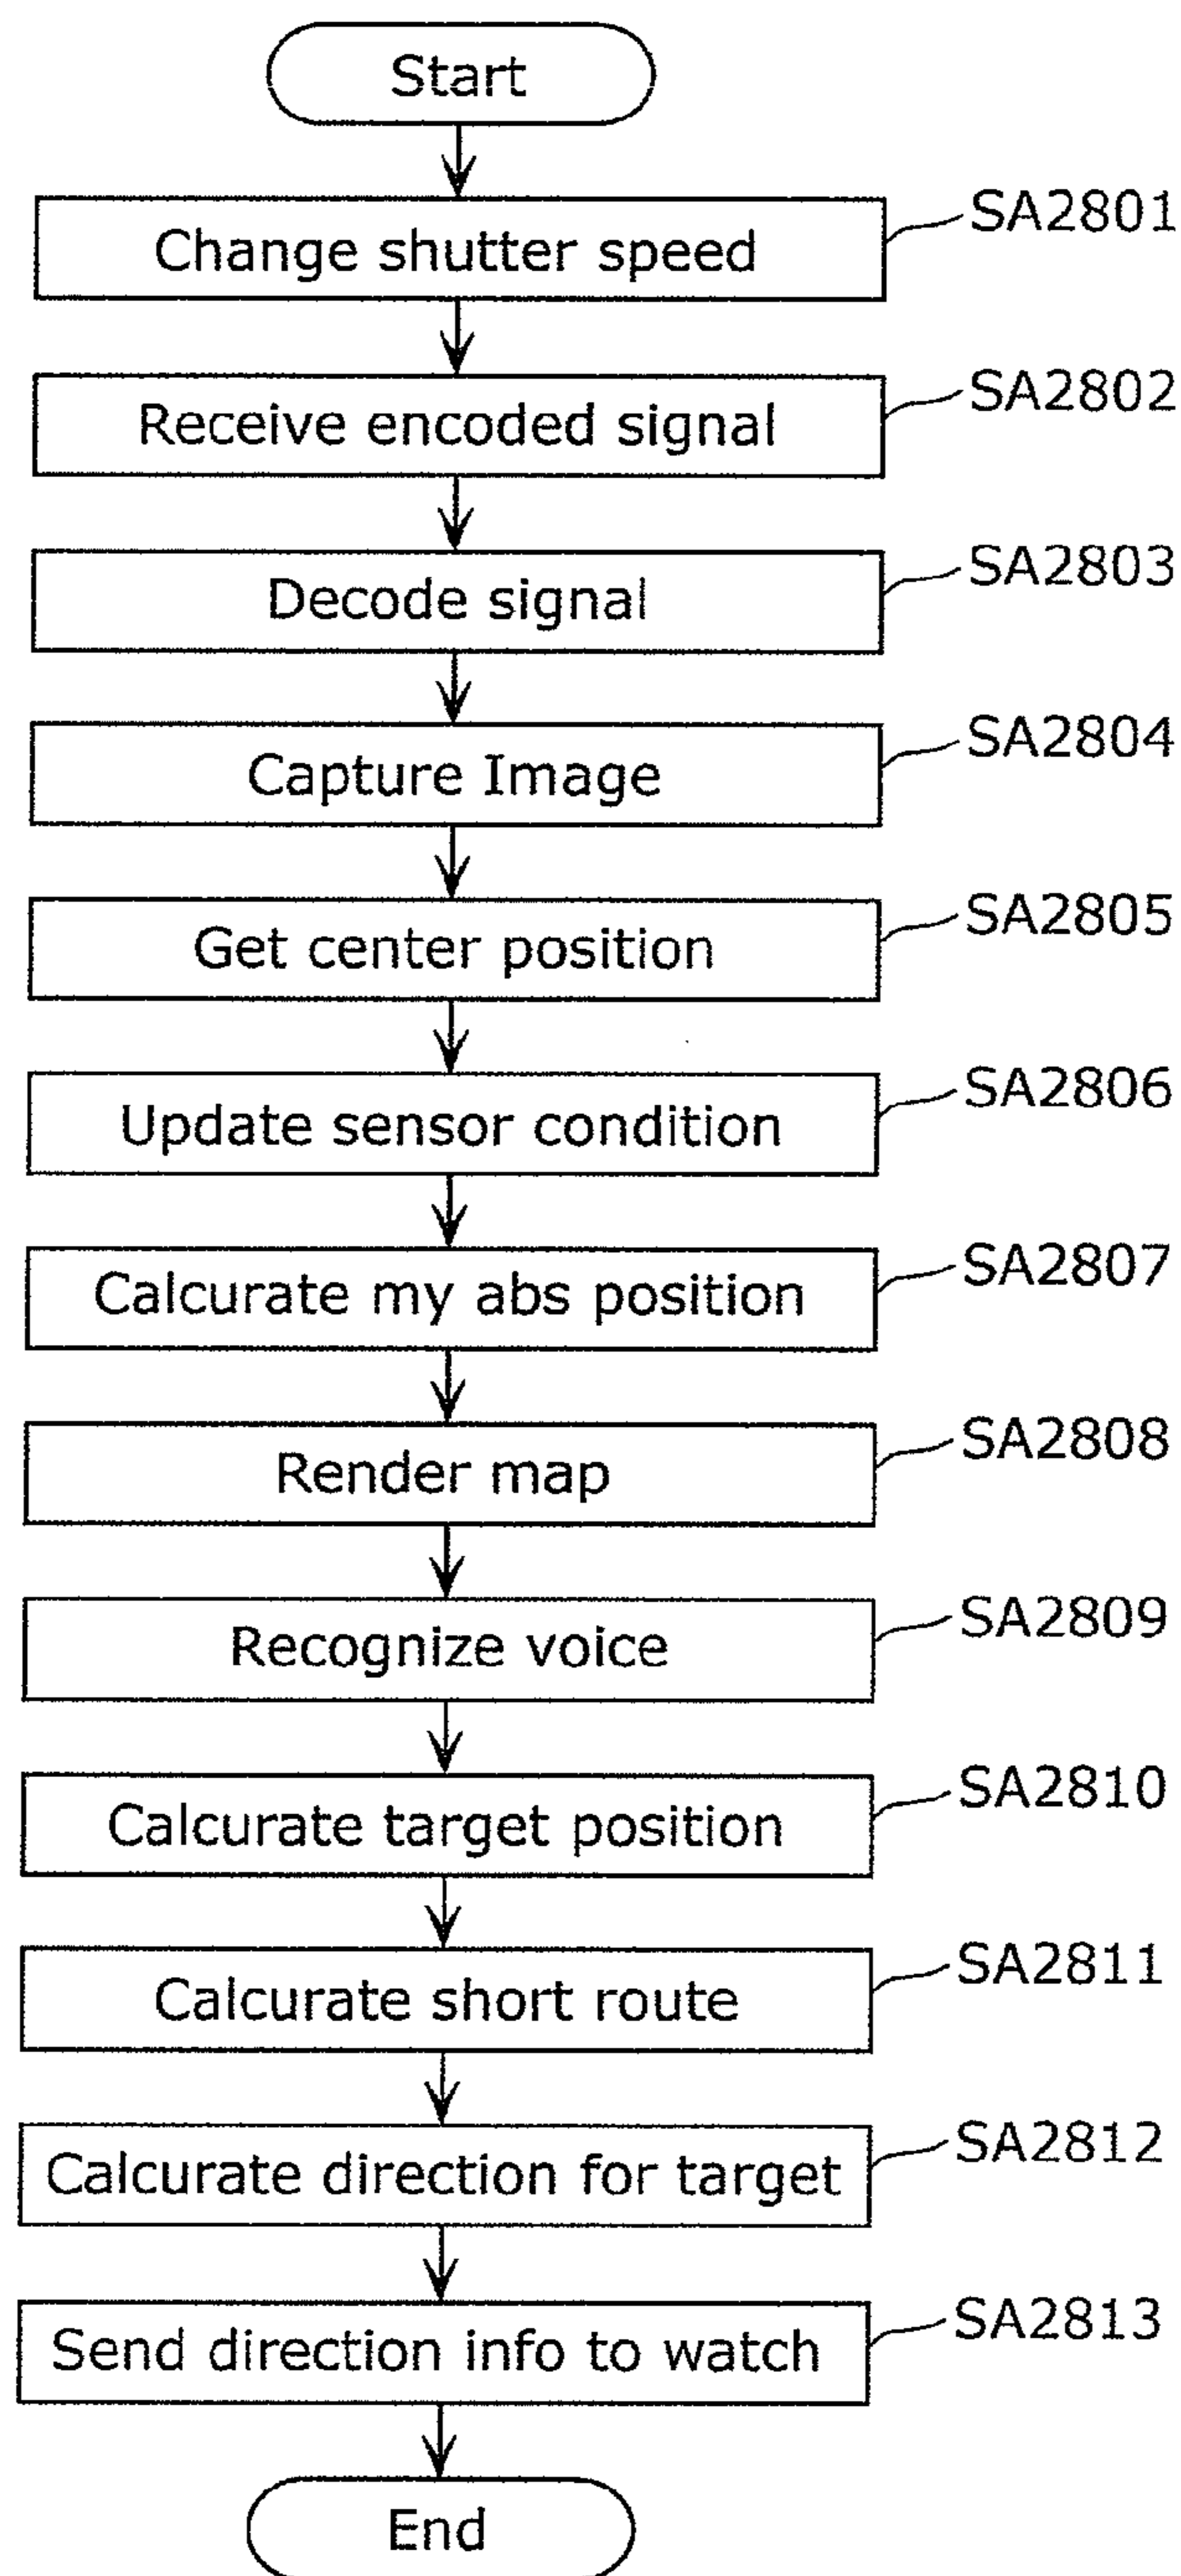 Start
Change shutter speed
SA2801
Receive encoded signal
SA2802
Decode signal
SA2803
Capture Image
SA2804
Get center position
SA2805
Update sensor condition
SA2806
Calcurate my abs position
SA2807
Render map
SA2808
Recognize voice
SA2809
Calcurate target position
SA2810
Calcurate short route
SA2811
Calcurate direction for target
SA2812
Send direction info to watch
SA2813
End